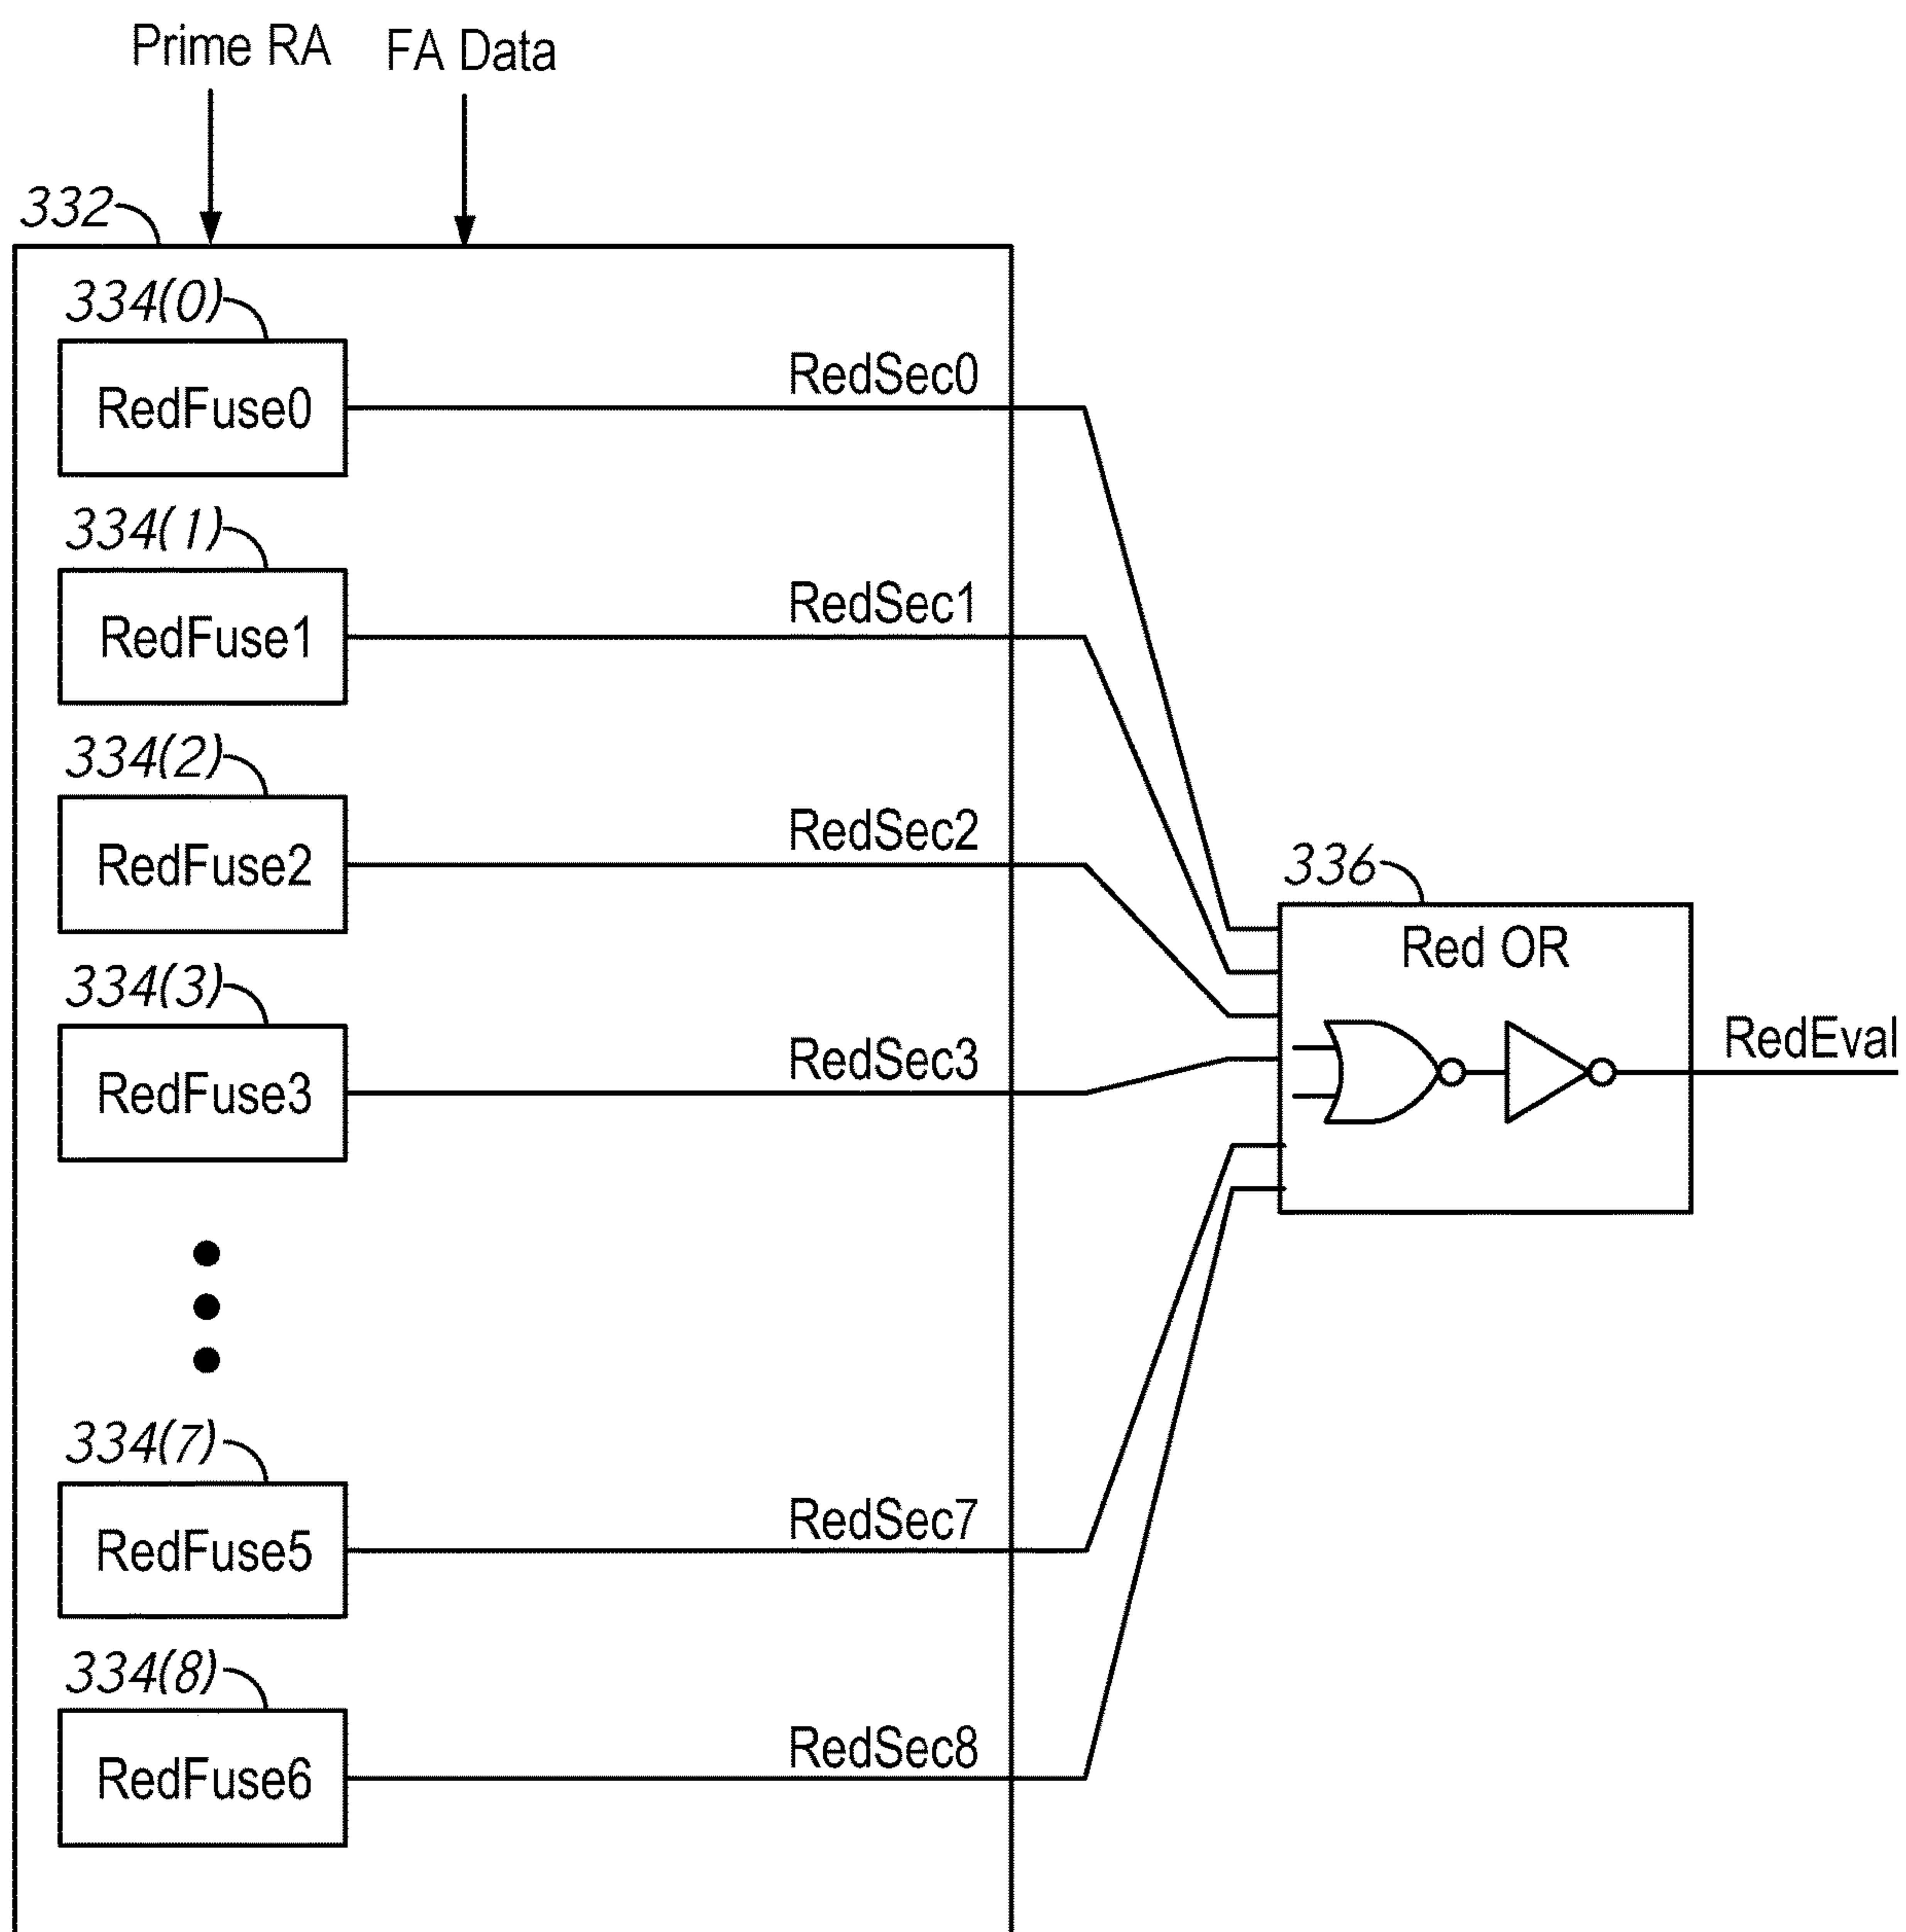 Prime RA FA Data
332
334(0)
RedFuse0 RedSec0
334(1)
RedFuse1 RedSec1
334(2)
RedFuse2 RedSec2
334(3)
RedFuse3 RedSec3
336
Red OR
RedEval
334(7)
RedFuse5 RedSec7
334(8)
RedFuse6 RedSec8